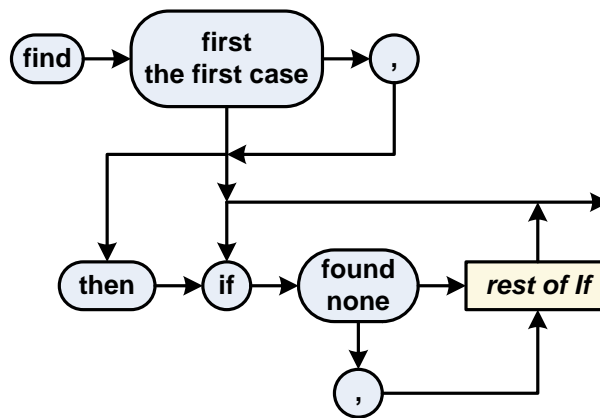 find
first
the first case
,
then
if
found
none
rest of If
,